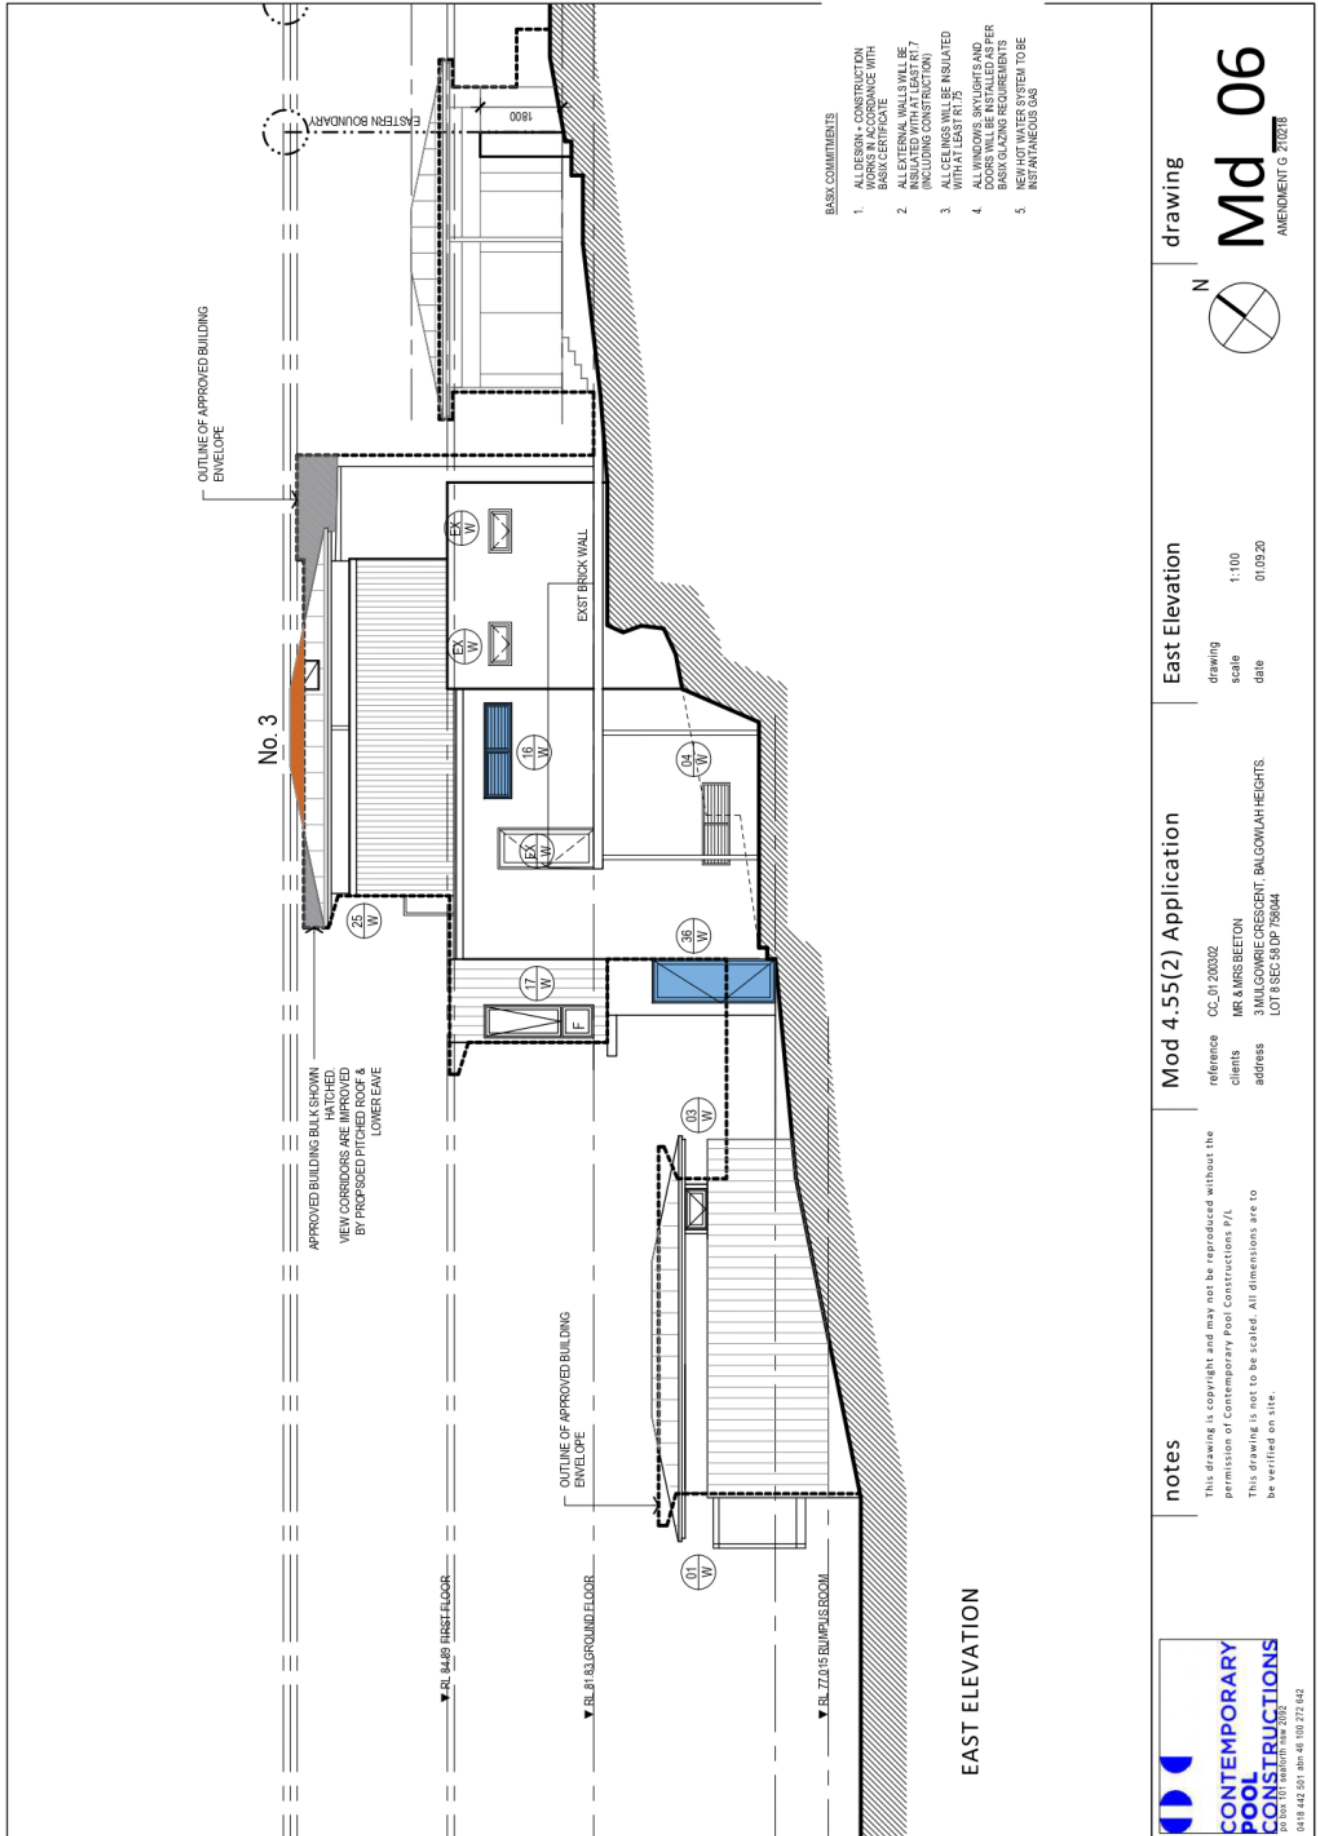 No. 3
OUTLINE OF APPROVED BUILDING
ENVELOPE
EASTERN BOUNDARY
1800
APPROVED BUILDING BULK SHOWN
HATCHED.
VIEW CORRIDORS ARE IMPROVED
BY PROPSOED PITCHED ROOF &
LOWER EAVE
25
W
EX
W
EX
W
16
W
EXST BRICK WALL
EX
W
04
W
17
W
F
36
W
03
W
OUTLINE OF APPROVED BUILDING
ENVELOPE
01
W
▼ RL 84.89 FIRST FLOOR
▼ RL 81.83 GROUND FLOOR
▼ RL 77.015 RUMPUS ROOM
EAST ELEVATION
BASIX COMMITMENTS
1. ALL DESIGN + CONSTRUCTION
WORKS IN ACCORDANCE WITH
BASIX CERTIFICATE
2. ALL EXTERNAL WALLS WILL BE
INSULATED WITH AT LEAST R1.7
(INCLUDING CONSTRUCTION)
3. ALL CEILINGS WILL BE INSULATED
WITH AT LEAST R1.75
4. ALL WINDOWS, SKYLIGHTS AND
DOORS WILL BE INSTALLED AS PER
BASIX GLAZING REQUIREMENTS
5. NEW HOT WATER SYSTEM TO BE
INSTANTANEOUS GAS
CONTEMPORARY
POOL
CONSTRUCTIONS
po box 101 seaforth nsw 2092
0418 442 501 abn 46 100 272 642
notes
This drawing is copyright and may not be reproduced without the
permission of Contemporary Pool Constructions P/L
This drawing is not to be scaled. All dimensions are to
be verified on site.
Mod 4.55(2) Application
reference CC_01 200302
clients MR & MRS BEETON
address 3 MULGOWRIE CRESCENT, BALGOWLAH HEIGHTS.
LOT 8 SEC 58 DP 758044
East Elevation
drawing
scale 1:100
date 01.09.20
N
drawing
Md_06
AMENDMENT G 210218